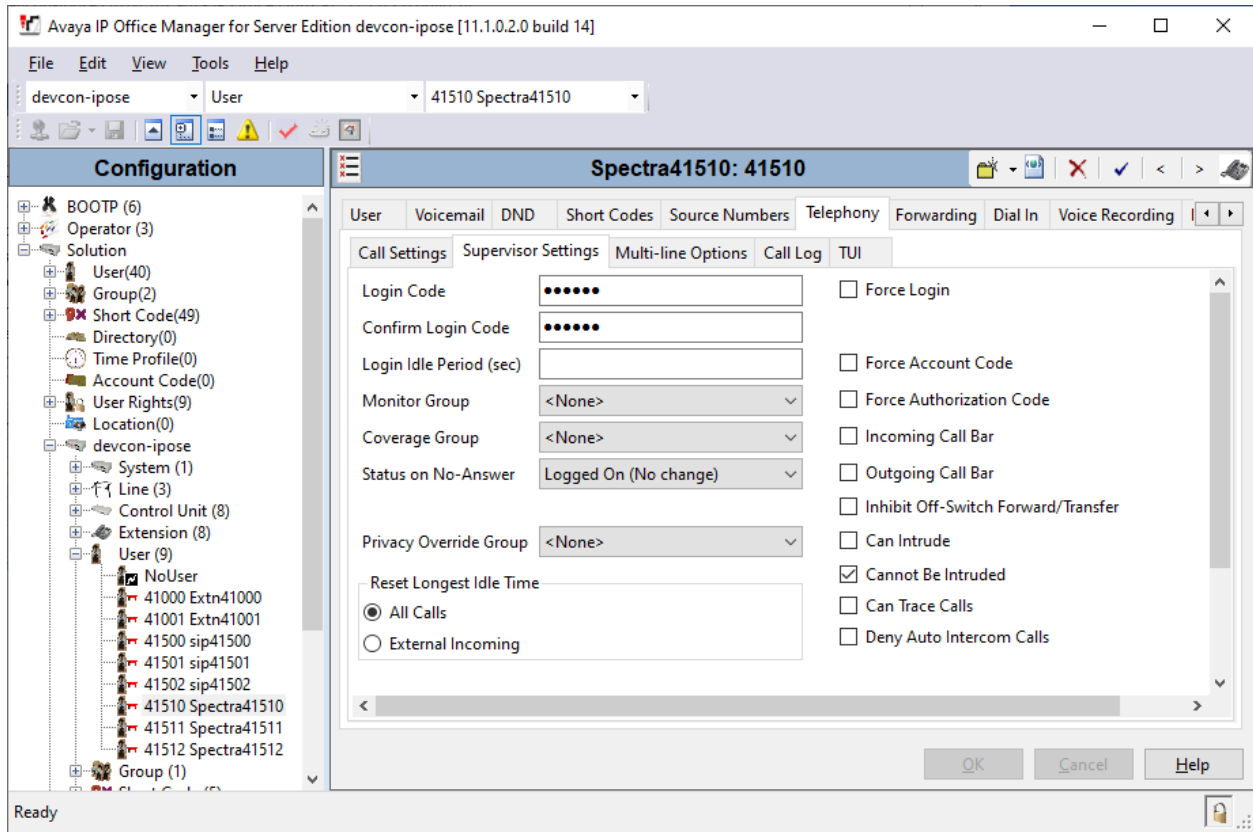 Avaya IP Office Manager for Server Edition devcon-ipose [11.1.0.2.0 build 14]
File Edit View Tools Help
devcon-ipose User 41510 Spectra41510
Configuration
BOOTP (6)
Operator (3)
Solution
User(40)
Group(2)
Short Code(49)
Directory(0)
Time Profile(0)
Account Code(0)
User Rights(9)
Location(0)
devcon-ipose
System (1)
Line (3)
Control Unit (8)
Extension (8)
User (9)
NoUser
41000 Extn41000
41001 Extn41001
41500 sip41500
41501 sip41501
41502 sip41502
41510 Spectra41510
41511 Spectra41511
41512 Spectra41512
Group (1)
Spectra41510: 41510
User Voicemail DND Short Codes Source Numbers Telephony Forwarding Dial In Voice Recording
Call Settings Supervisor Settings Multi-line Options Call Log TUI
Login Code ●●●●●● Force Login
Confirm Login Code ●●●●●●
Login Idle Period (sec) Force Account Code
Monitor Group <None> Force Authorization Code
Coverage Group <None> Incoming Call Bar
Status on No-Answer Logged On (No change) Outgoing Call Bar
Inhibit Off-Switch Forward/Transfer
Privacy Override Group <None> Can Intrude
Reset Longest Idle Time Cannot Be Intruded
All Calls Can Trace Calls
External Incoming Deny Auto Intercom Calls
OK Cancel Help
Ready